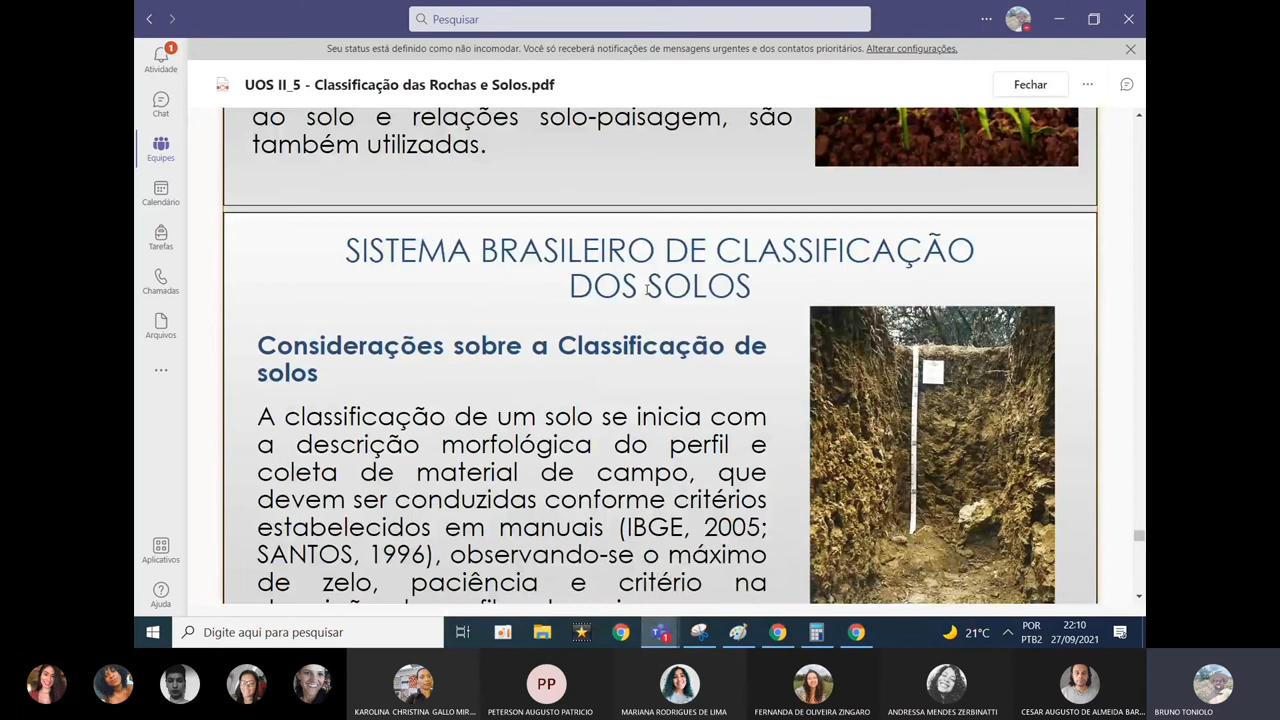 Pesquisar
Seu status está definido como não incomodar. Você só receberá notificações de mensagens urgentes e dos contatos prioritários. Alterar configurações.
1
Atividade
Chat
Equipes
Calendário
Tarefas
Chamadas
Arquivos
Aplicativos
Ajuda
UOS II_5 - Classificação das Rochas e Solos.pdf
Fechar
ao solo e relações solo-paisagem, são
também utilizadas.
SISTEMA BRASILEIRO DE CLASSIFICAÇÃO
DOS SOLOS
Considerações sobre a Classificação de
solos
A classificação de um solo se inicia com
a descrição morfológica do perfil e
coleta de material de campo, que
devem ser conduzidas conforme critérios
estabelecidos em manuais (IBGE, 2005;
SANTOS, 1996), observando-se o máximo
de zelo, paciência e critério na
Digite aqui para pesquisar
1
21°C
POR
PTB2
22:10
27/09/2021
PP
KAROLINA CHRISTINA GALLO MIR...
PETERSON AUGUSTO PATRICIO
MARIANA RODRIGUES DE LIMA
FERNANDA DE OLIVEIRA ZINGARO
ANDRESSA MENDES ZERBINATTI
CESAR AUGUSTO DE ALMEIDA BAR...
BRUNO TONIOLO